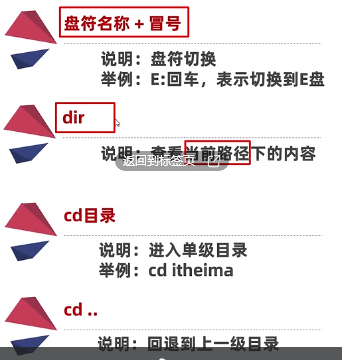 盘符名称 + 冒号
说明：盘符切换
举例：E:回车，表示切换到E盘
dir
说明：查看当前路径下的内容
返回到标签页
cd目录
说明：进入单级目录
举例：cd itheima
cd ..
说明：回退到上一级目录